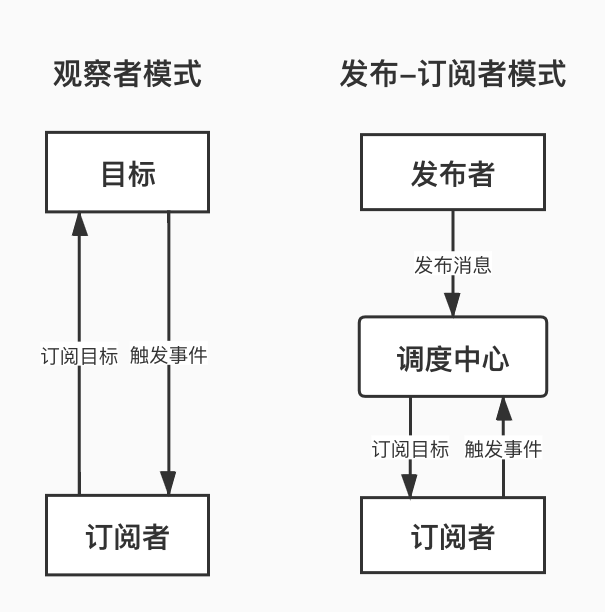 观察者模式
目标
订阅目标
触发事件
订阅者
发布–订阅者模式
发布者
发布消息
调度中心
订阅目标
触发事件
订阅者